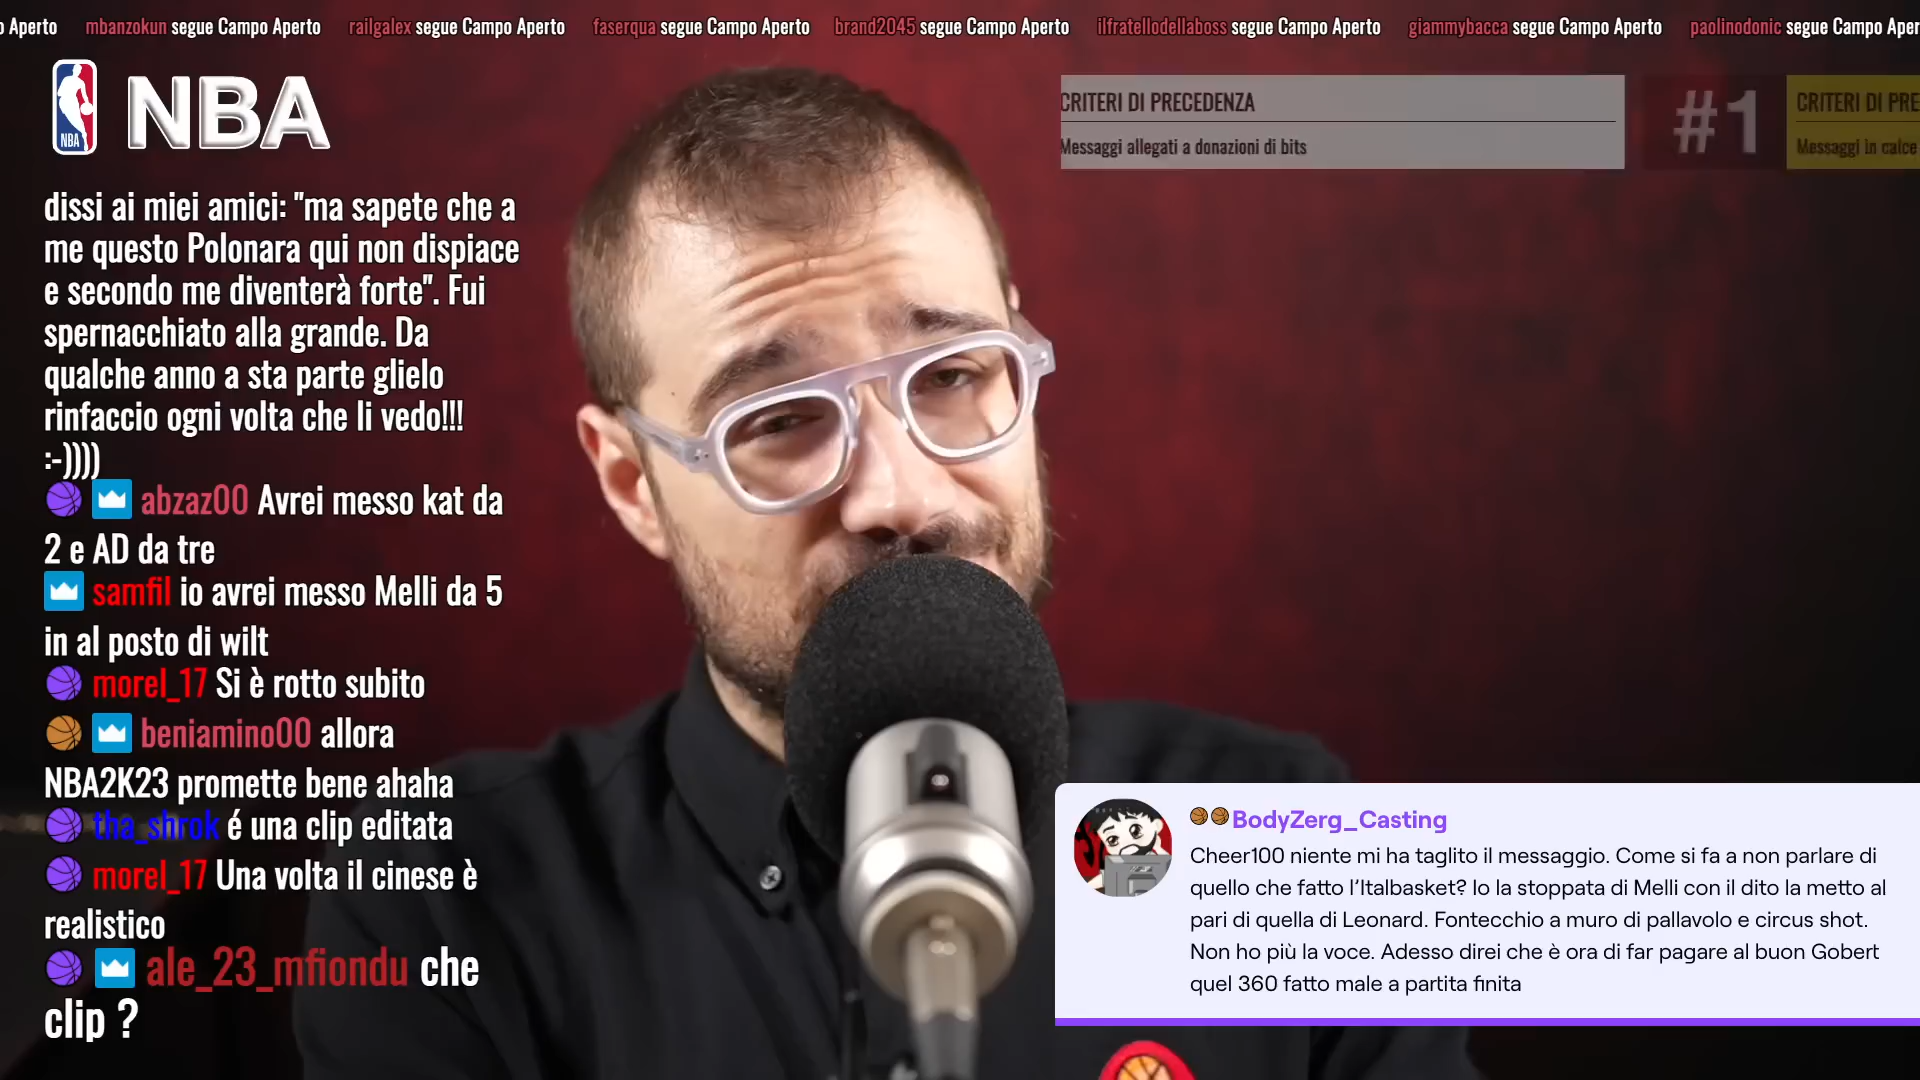 o Aperto mbanzokun segue Campo Aperto railgalex segue Campo Aperto faserqua segue Campo Aperto brand2045 segue Campo Aperto ilfratellodellaboss segue Campo Aperto giammybacca segue Campo Aperto paolinodonic segue Campo Aper
NBA NBA
CRITERI DI PRECEDENZA
Messaggi allegati a donazioni di bits
#1
CRITERI DI PRE
Messaggi in calce
dissi ai miei amici: "ma sapete che a
me questo Polonara qui non dispiace
e secondo me diventerà forte". Fui
spernacchiato alla grande. Da
qualche anno a sta parte glielo
rinfaccio ogni volta che li vedo!!!
:-))))
abzaz00 Avrei messo kat da
2 e AD da tre
samfil io avrei messo Melli da 5
in al posto di wilt
morel_17 Si è rotto subito
beniamino00 allora
NBA2K23 promette bene ahaha
tha_shrok é una clip editata
morel_17 Una volta il cinese è
realistico
ale_23_mfiondu che
clip ?
BodyZerg_Casting
Cheer100 niente mi ha taglito il messaggio. Come si fa a non parlare di
quello che fatto l'Italbasket? Io la stoppata di Melli con il dito la metto al
pari di quella di Leonard. Fontecchio a muro di pallavolo e circus shot.
Non ho più la voce. Adesso direi che è ora di far pagare al buon Gobert
quel 360 fatto male a partita finita